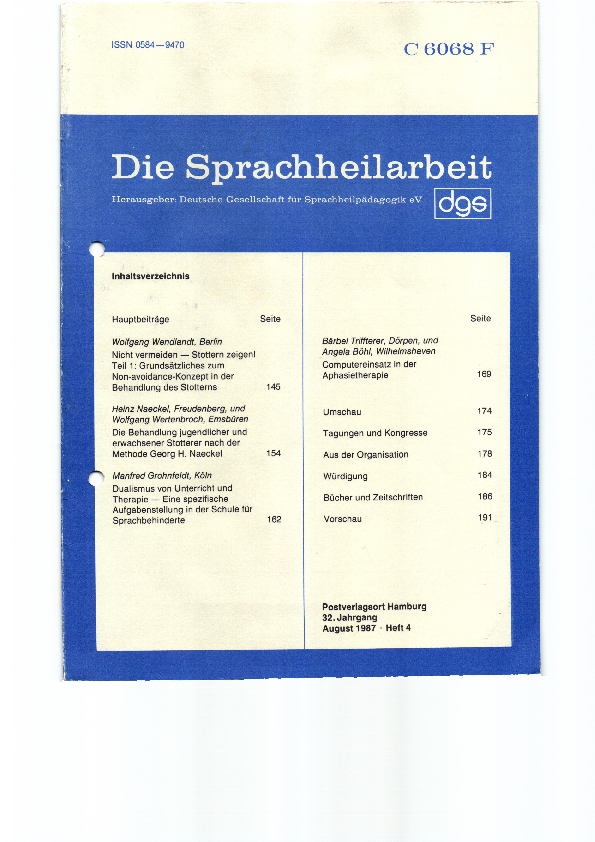 ISSN 0584—9470
C 6068 F
Die Sprachheilarbeit
Herausgeber: Deutsche Gesellschaft für Sprachheilpädagogik eV
dgs
Inhaltsverzeichnis
Hauptbeiträge Seite
Wolfgang Wendlandt, Berlin
Nicht vermeiden — Stottern zeigen!
Teil 1: Grundsätzliches zum
Non-avoidance-Konzept in der
Behandlung des Stotterns 145
Heinz Naeckel, Freudenberg, und
Wolfgang Wertenbroch, Emsbüren
Die Behandlung jugendlicher und
erwachsener Stotterer nach der
Methode Georg H. Naeckel 154
Manfred Grohnfeldt, Köln
Dualismus von Unterricht und
Therapie — Eine spezifische
Aufgabenstellung in der Schule für
Sprachbehinderte 162
Seite
Bärbel Triffterer, Dörpen, und
Angela Böhl, Wilhelmshaven
Computereinsatz in der
Aphasietherapie 169
Umschau 174
Tagungen und Kongresse 175
Aus der Organisation 178
Würdigung 184
Bücher und Zeitschriften 186
Vorschau 191
Postverlagsort Hamburg
32. Jahrgang
August 1987 · Heft 4